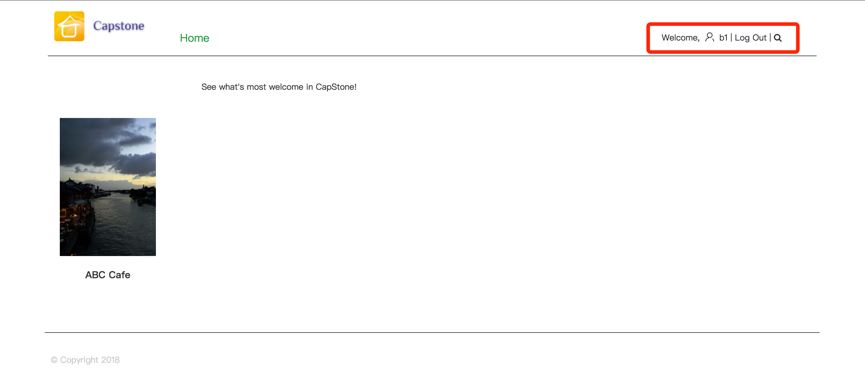 Capstone
Home
Welcome, b1 | Log Out |
See what's most welcome in CapStone!
ABC Cafe
© Copyright 2018